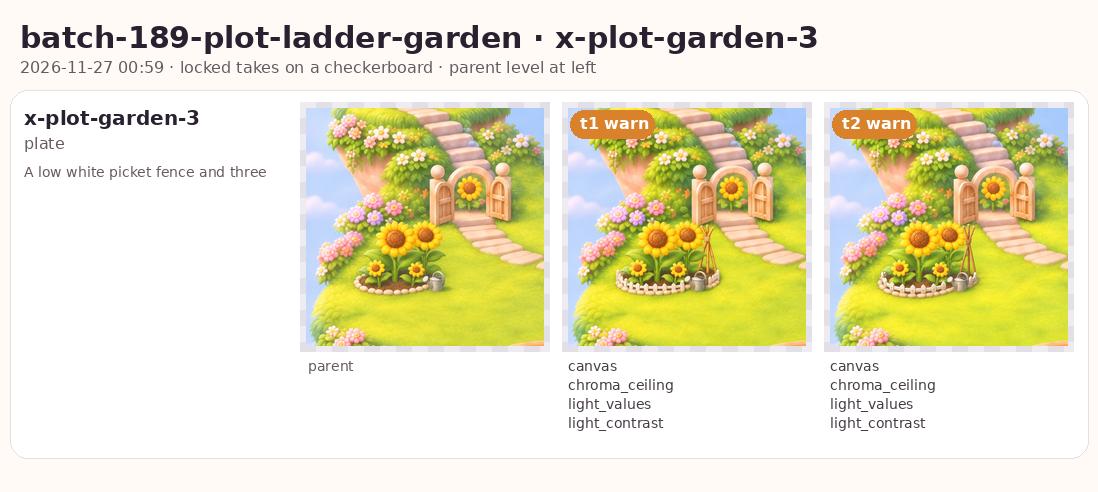 batch-189-plot-ladder-garden · x-plot-garden-3
2026-11-27 00:59 · locked takes on a checkerboard · parent level at left
x-plot-garden-3
plate
A low white picket fence and three
t1 warn
t2 warn
parent
canvas
chroma_ceiling
light_values
light_contrast
canvas
chroma_ceiling
light_values
light_contrast